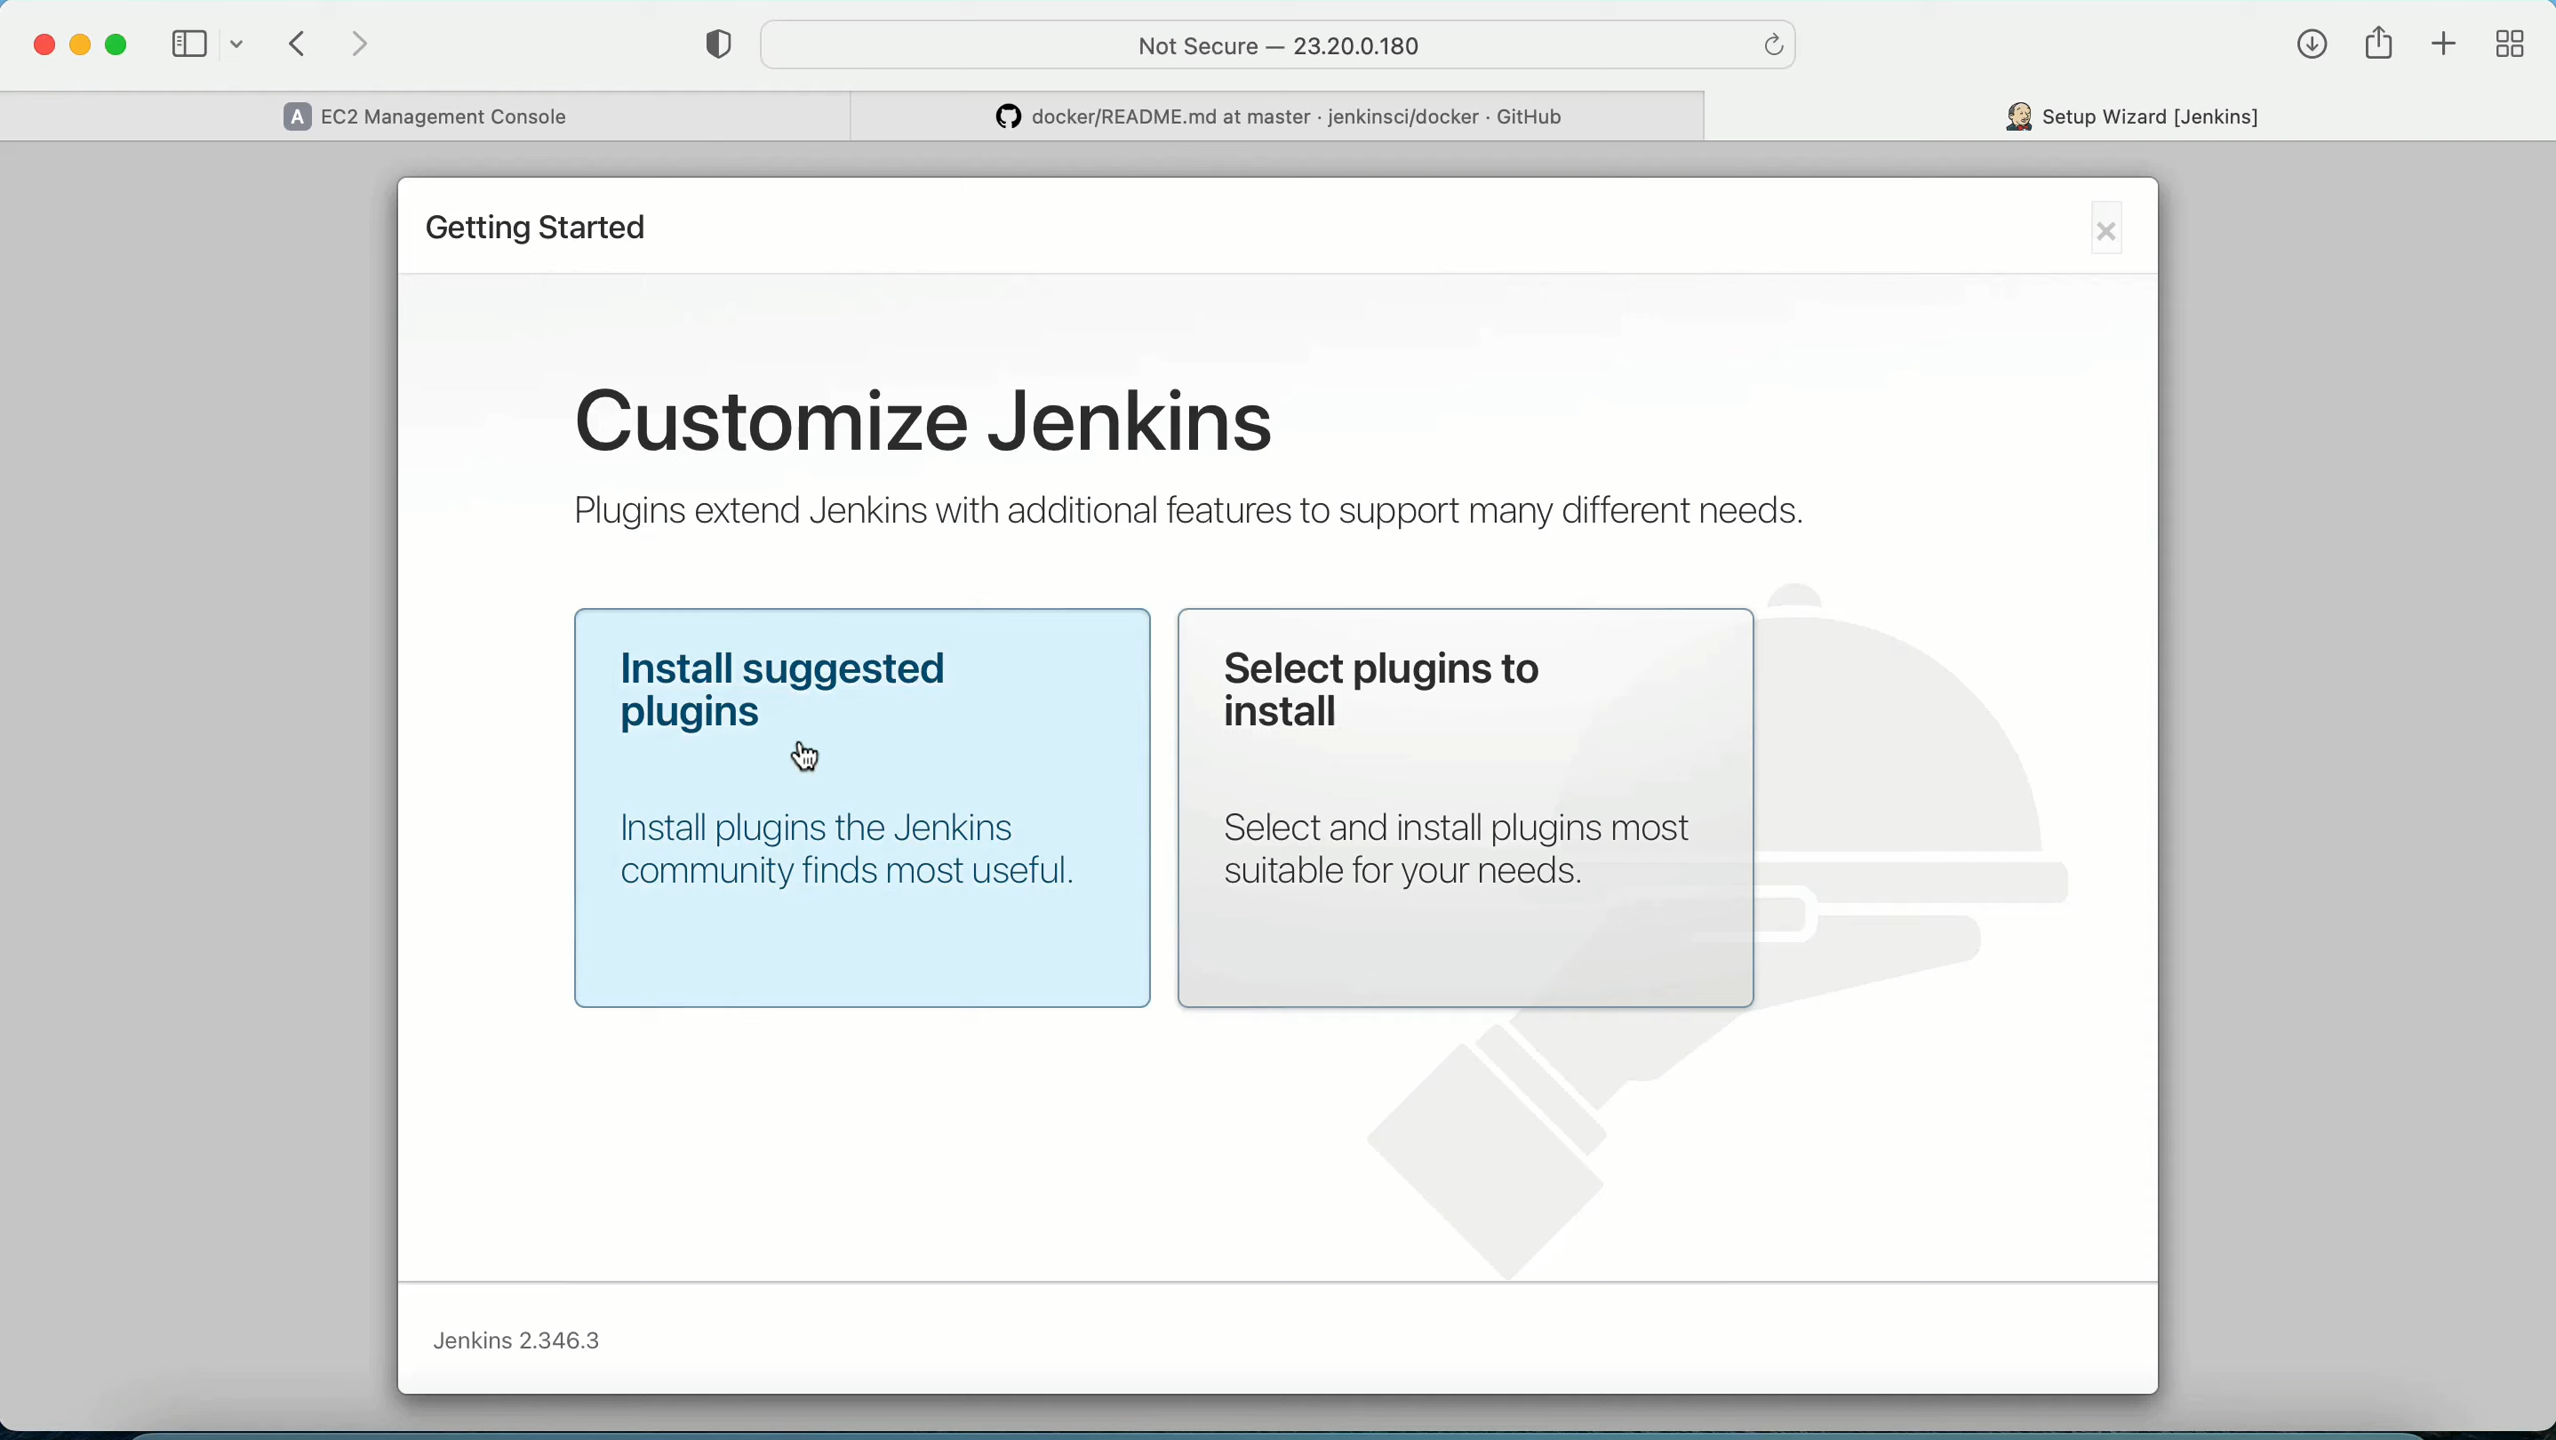 Not Secure — 23.20.0.180
A EC2 Management Console
docker/README.md at master · jenkinsci/docker · GitHub
Setup Wizard [Jenkins]
Getting Started
×
Customize Jenkins
Plugins extend Jenkins with additional features to support many different needs.
Install suggested
plugins
Install plugins the Jenkins
community finds most useful.
Select plugins to
install
Select and install plugins most
suitable for your needs.
Jenkins 2.346.3